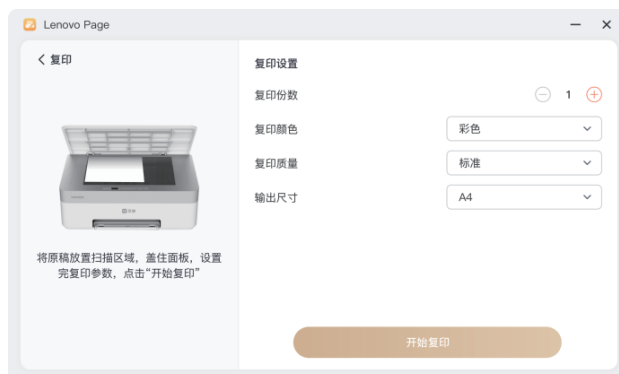 Lenovo Page
复印
将原稿放置扫描区域，盖住面板，设置
完复印参数，点击“开始复印”
复印设置
复印份数 1
复印颜色 彩色
复印质量 标准
输出尺寸 A4
开始复印